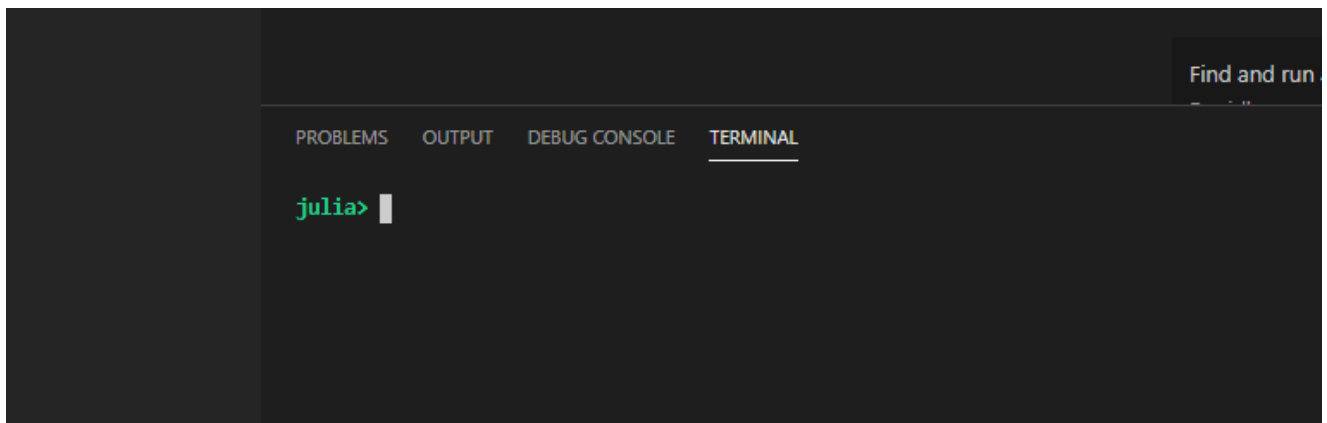 Find and run
PROBLEMS OUTPUT DEBUG CONSOLE TERMINAL
julia>